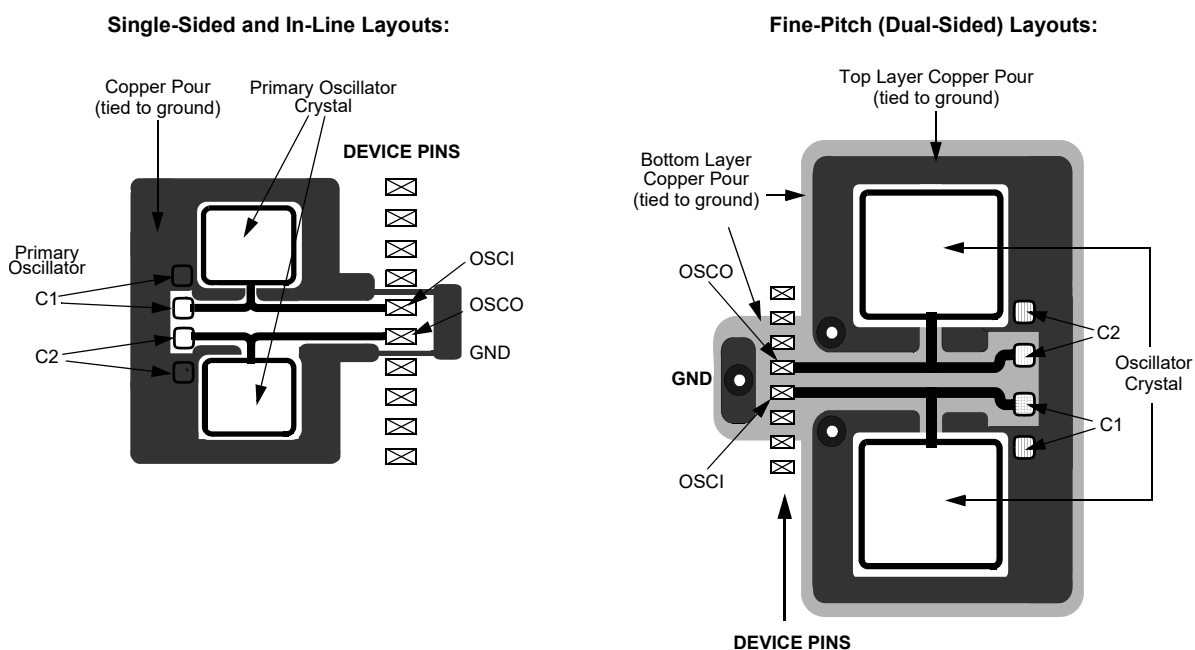 Single-Sided and In-Line Layouts:
Copper Pour
(tied to ground)
Primary Oscillator
Crystal
DEVICE PINS
Primary
Oscillator
C1
C2
OSCI
OSCO
GND
Fine-Pitch (Dual-Sided) Layouts:
Top Layer Copper Pour
(tied to ground)
Bottom Layer
Copper Pour
(tied to ground)
OSCO
GND
OSCI
C2
Oscillator
Crystal
C1
DEVICE PINS